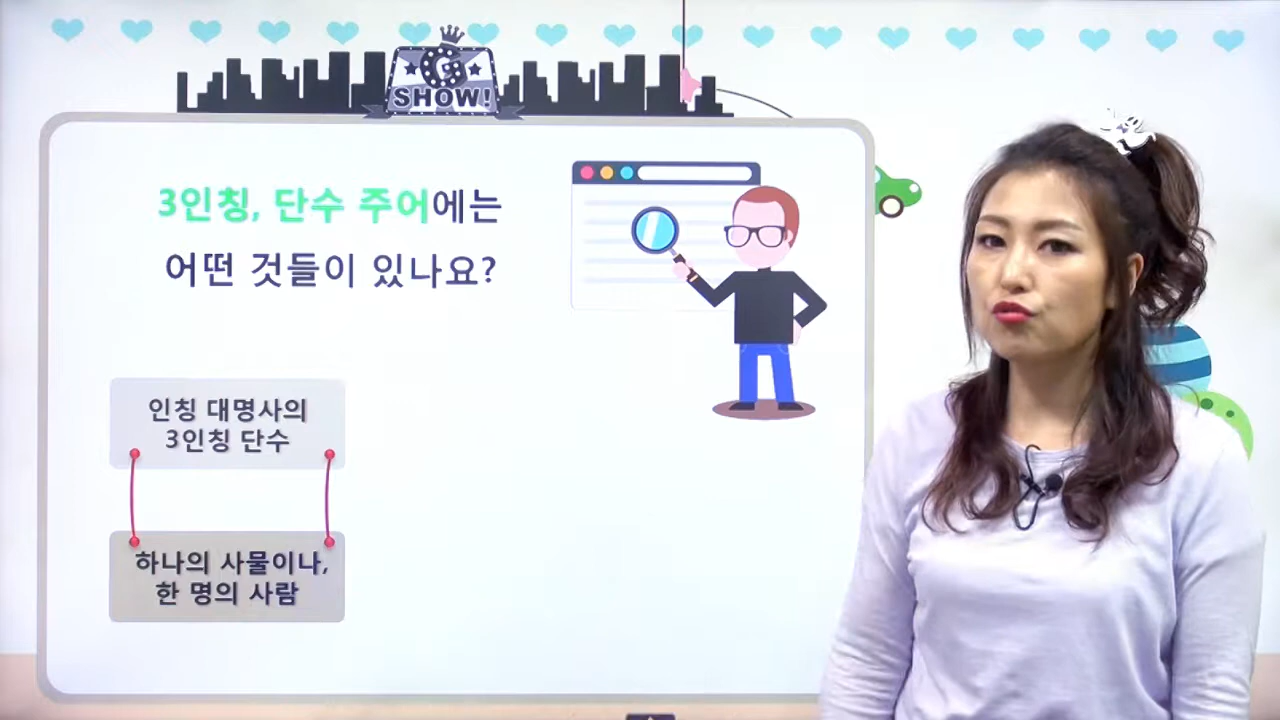 G
SHOW!
3인칭, 단수 주어에는
어떤 것들이 있나요?
인칭 대명사의
3인칭 단수
하나의 사물이나,
한 명의 사람